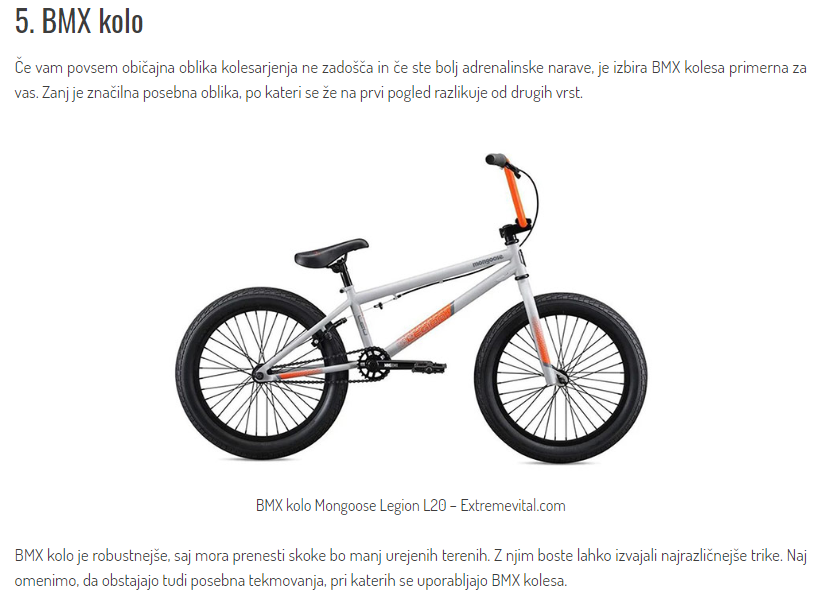 5. BMX kolo
Če vam povsem običajna oblika kolesarjenja ne zadošča in če ste bolj adrenalinske narave, je izbira BMX kolesa primerna za
vas. Zanj je značilna posebna oblika, po kateri se že na prvi pogled razlikuje od drugih vrst.
mongoose
BMX kolo Mongoose Legion L20 – Extremevital.com
BMX kolo je robustnejše, saj mora prenesti skoke bo manj urejenih terenih. Z njim boste lahko izvajali najrazličnejše trike. Naj
omenimo, da obstajajo tudi posebna tekmovanja, pri katerih se uporabljajo BMX kolesa.